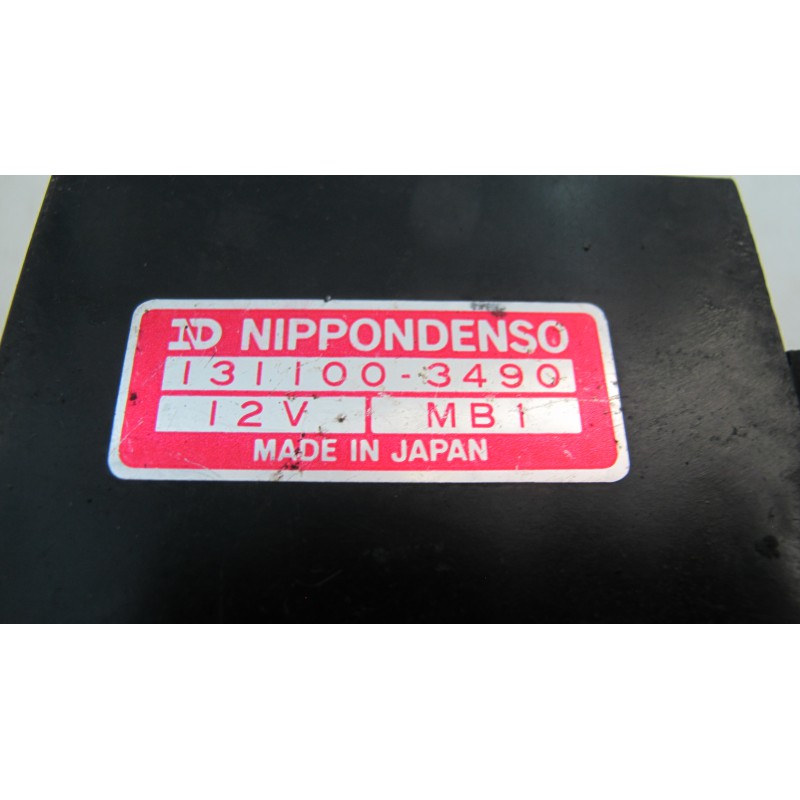 ND NIPPONDENSO
131100-3490
12V MB1
MADE IN JAPAN